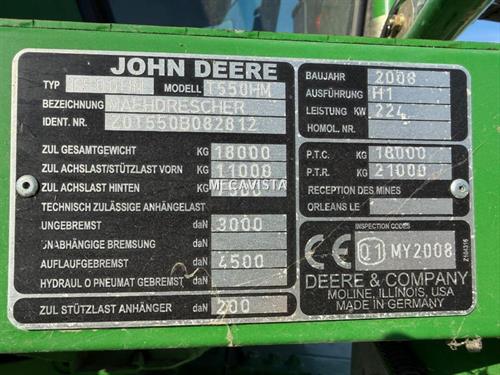 JOHN DEERE
TYP MODELL T550HM
BEZEICHNUNG MAEHDRESCHER
IDENT. NR. Z0T550B082812
ZUL GESAMTGEWICHT KG 18000
ZUL ACHSLAST/STÜTZLAST VORN KG 11000
ZUL ACHSLAST HINTEN KG
MECAVISTA
TECHNISCH ZULÄSSIGE ANHÄNGELAST
UNGEBREMST daN 3000
UNABHÄNGIGE BREMSUNG daN
AUFLAUFGEBREMST daN 4500
HYDRAUL O PNEUMAT GEBREMST daN
ZUL STÜTZLAST ANHÄNGER daN 200
BAUJAHR 2008
AUSFÜHRUNG H1
LEISTUNG KW 224
HOMOL. NR.
P.T.C. KG 18000
P.T.R. KG 21000
RECEPTION DES MINES
ORLEANS LE
INSPECTION CODES
CE 01 MY2008
Z104316
DEERE & COMPANY
MOLINE, ILLINOIS, USA
MADE IN GERMANY